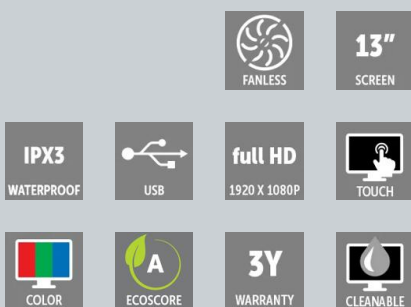 13"
FANLESS
SCREEN
IPX3
full HD
WATERPROOF
USB
1920 X 1080P
TOUCH
A
3Y
COLOR
ECOSCORE
WARRANTY
CLEANABLE